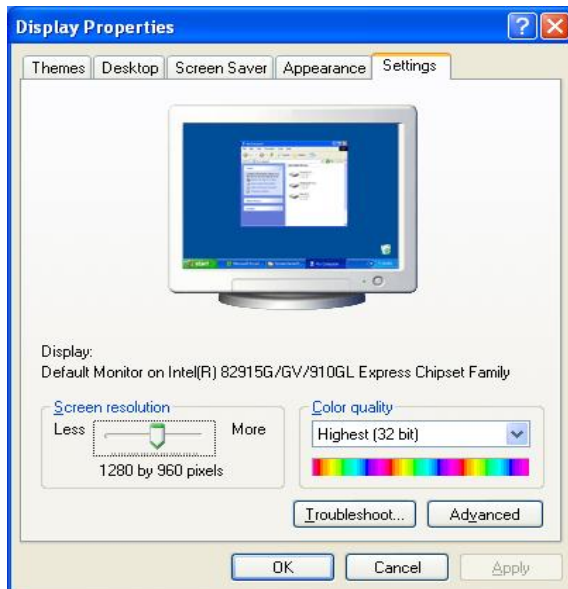 Display Properties
Themes Desktop Screen Saver Appearance Settings
start
Display:
Default Monitor on Intel(R) 82915G/GV/910GL Express Chipset Family
Screen resolution
Less More
1280 by 960 pixels
Color quality
Highest (32 bit)
Troubleshoot... Advanced
OK Cancel Apply